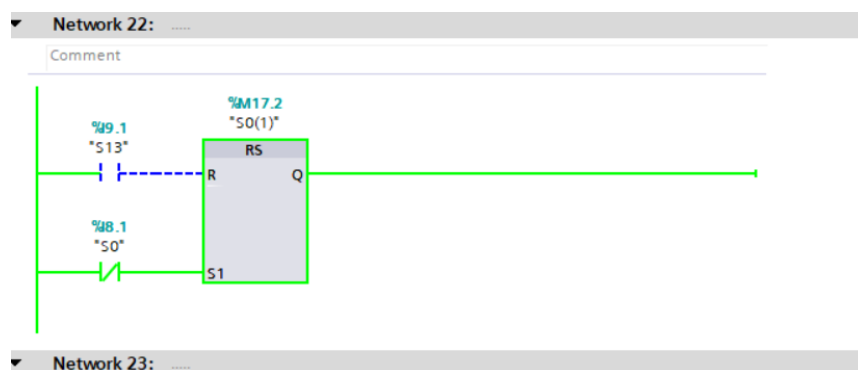 Network 22: .....
Comment
%M17.2
"S0(1)"
%I9.1
"S13"
RS
R Q
%I8.1
"S0"
S1
Network 23: .....